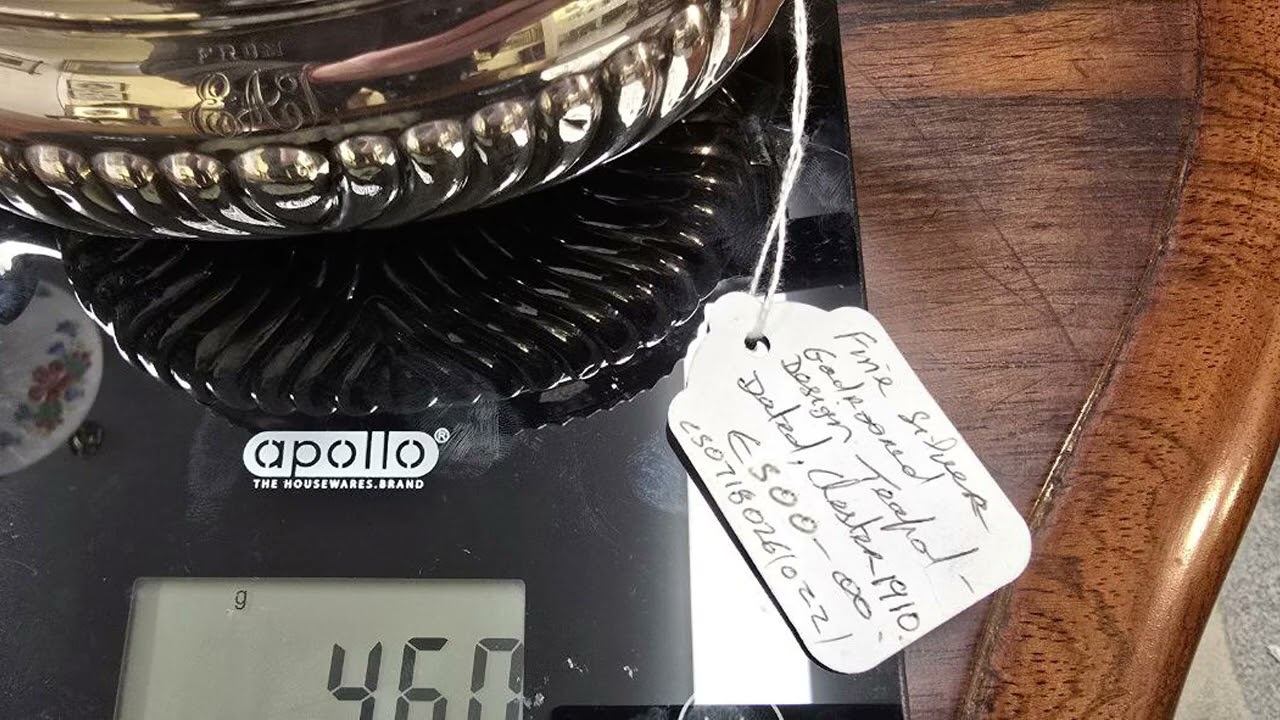 FROM
apollo®
THE HOUSEWARES.BRAND
g
460
Fine Silver
Gadrooned
Design Teapot -
Dated, Chester 1910.
£500-00-